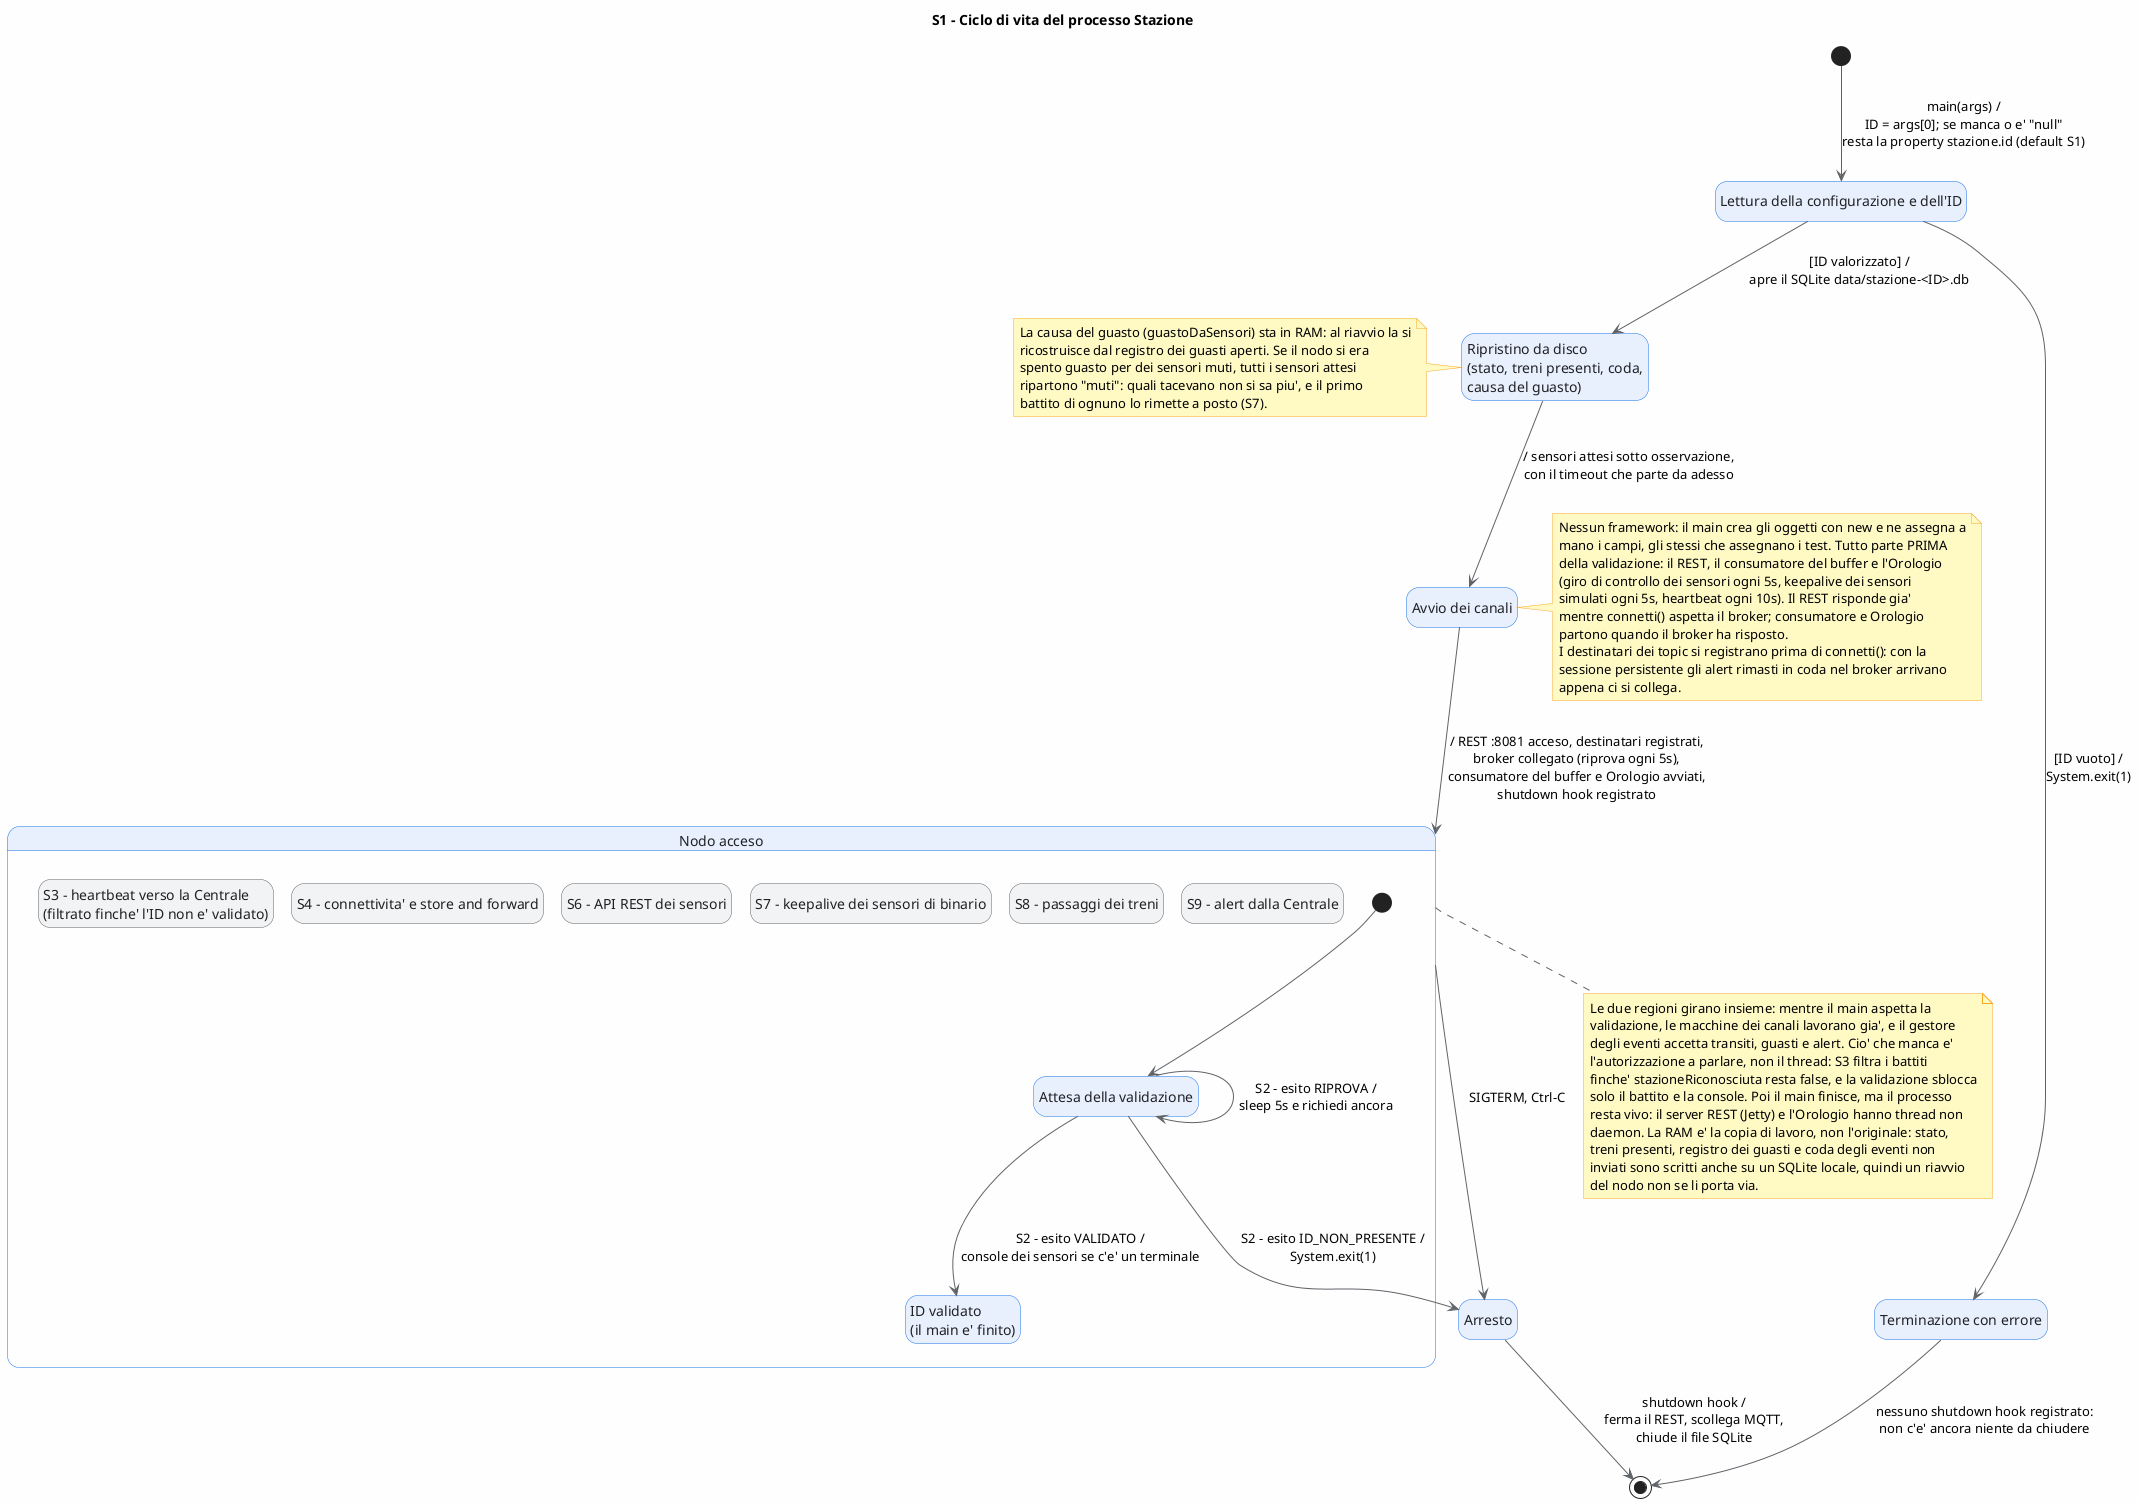 S1 - Ciclo di vita del processo Stazione
main(args) /
ID = args[0]; se manca o e' "null"
resta la property stazione.id (default S1)
Lettura della configurazione e dell'ID
[ID valorizzato] /
apre il SQLite data/stazione-<ID>.db
La causa del guasto (guastoDaSensori) sta in RAM: al riavvio la si
ricostruisce dal registro dei guasti aperti. Se il nodo si era
spento guasto per dei sensori muti, tutti i sensori attesi
ripartono "muti": quali tacevano non si sa piu', e il primo
battito di ognuno lo rimette a posto (S7).
Ripristino da disco
(stato, treni presenti, coda,
causa del guasto)
/ sensori attesi sotto osservazione,
con il timeout che parte da adesso
Nessun framework: il main crea gli oggetti con new e ne assegna a
mano i campi, gli stessi che assegnano i test. Tutto parte PRIMA
della validazione: il REST, il consumatore del buffer e l'Orologio
(giro di controllo dei sensori ogni 5s, keepalive dei sensori
simulati ogni 5s, heartbeat ogni 10s). Il REST risponde gia'
mentre connetti() aspetta il broker; consumatore e Orologio
partono quando il broker ha risposto.
I destinatari dei topic si registrano prima di connetti(): con la
sessione persistente gli alert rimasti in coda nel broker arrivano
appena ci si collega.
Avvio dei canali
/ REST :8081 acceso, destinatari registrati,
broker collegato (riprova ogni 5s),
consumatore del buffer e Orologio avviati,
shutdown hook registrato
[ID vuoto] /
System.exit(1)
Nodo acceso
S3 - heartbeat verso la Centrale
(filtrato finche' l'ID non e' validato)
S4 - connettivita' e store and forward
S6 - API REST dei sensori
S7 - keepalive dei sensori di binario
S8 - passaggi dei treni
S9 - alert dalla Centrale
Le due regioni girano insieme: mentre il main aspetta la
validazione, le macchine dei canali lavorano gia', e il gestore
degli eventi accetta transiti, guasti e alert. Cio' che manca e'
l'autorizzazione a parlare, non il thread: S3 filtra i battiti
finche' stazioneRiconosciuta resta false, e la validazione sblocca
solo il battito e la console. Poi il main finisce, ma il processo
resta vivo: il server REST (Jetty) e l'Orologio hanno thread non
daemon. La RAM e' la copia di lavoro, non l'originale: stato,
treni presenti, registro dei guasti e coda degli eventi non
inviati sono scritti anche su un SQLite locale, quindi un riavvio
del nodo non se li porta via.
Attesa della validazione
S2 - esito RIPROVA /
sleep 5s e richiedi ancora
SIGTERM, Ctrl-C
S2 - esito VALIDATO /
console dei sensori se c'e' un terminale
S2 - esito ID_NON_PRESENTE /
System.exit(1)
ID validato
(il main e' finito)
Arresto
Terminazione con errore
shutdown hook /
ferma il REST, scollega MQTT,
chiude il file SQLite
nessuno shutdown hook registrato:
non c'e' ancora niente da chiudere